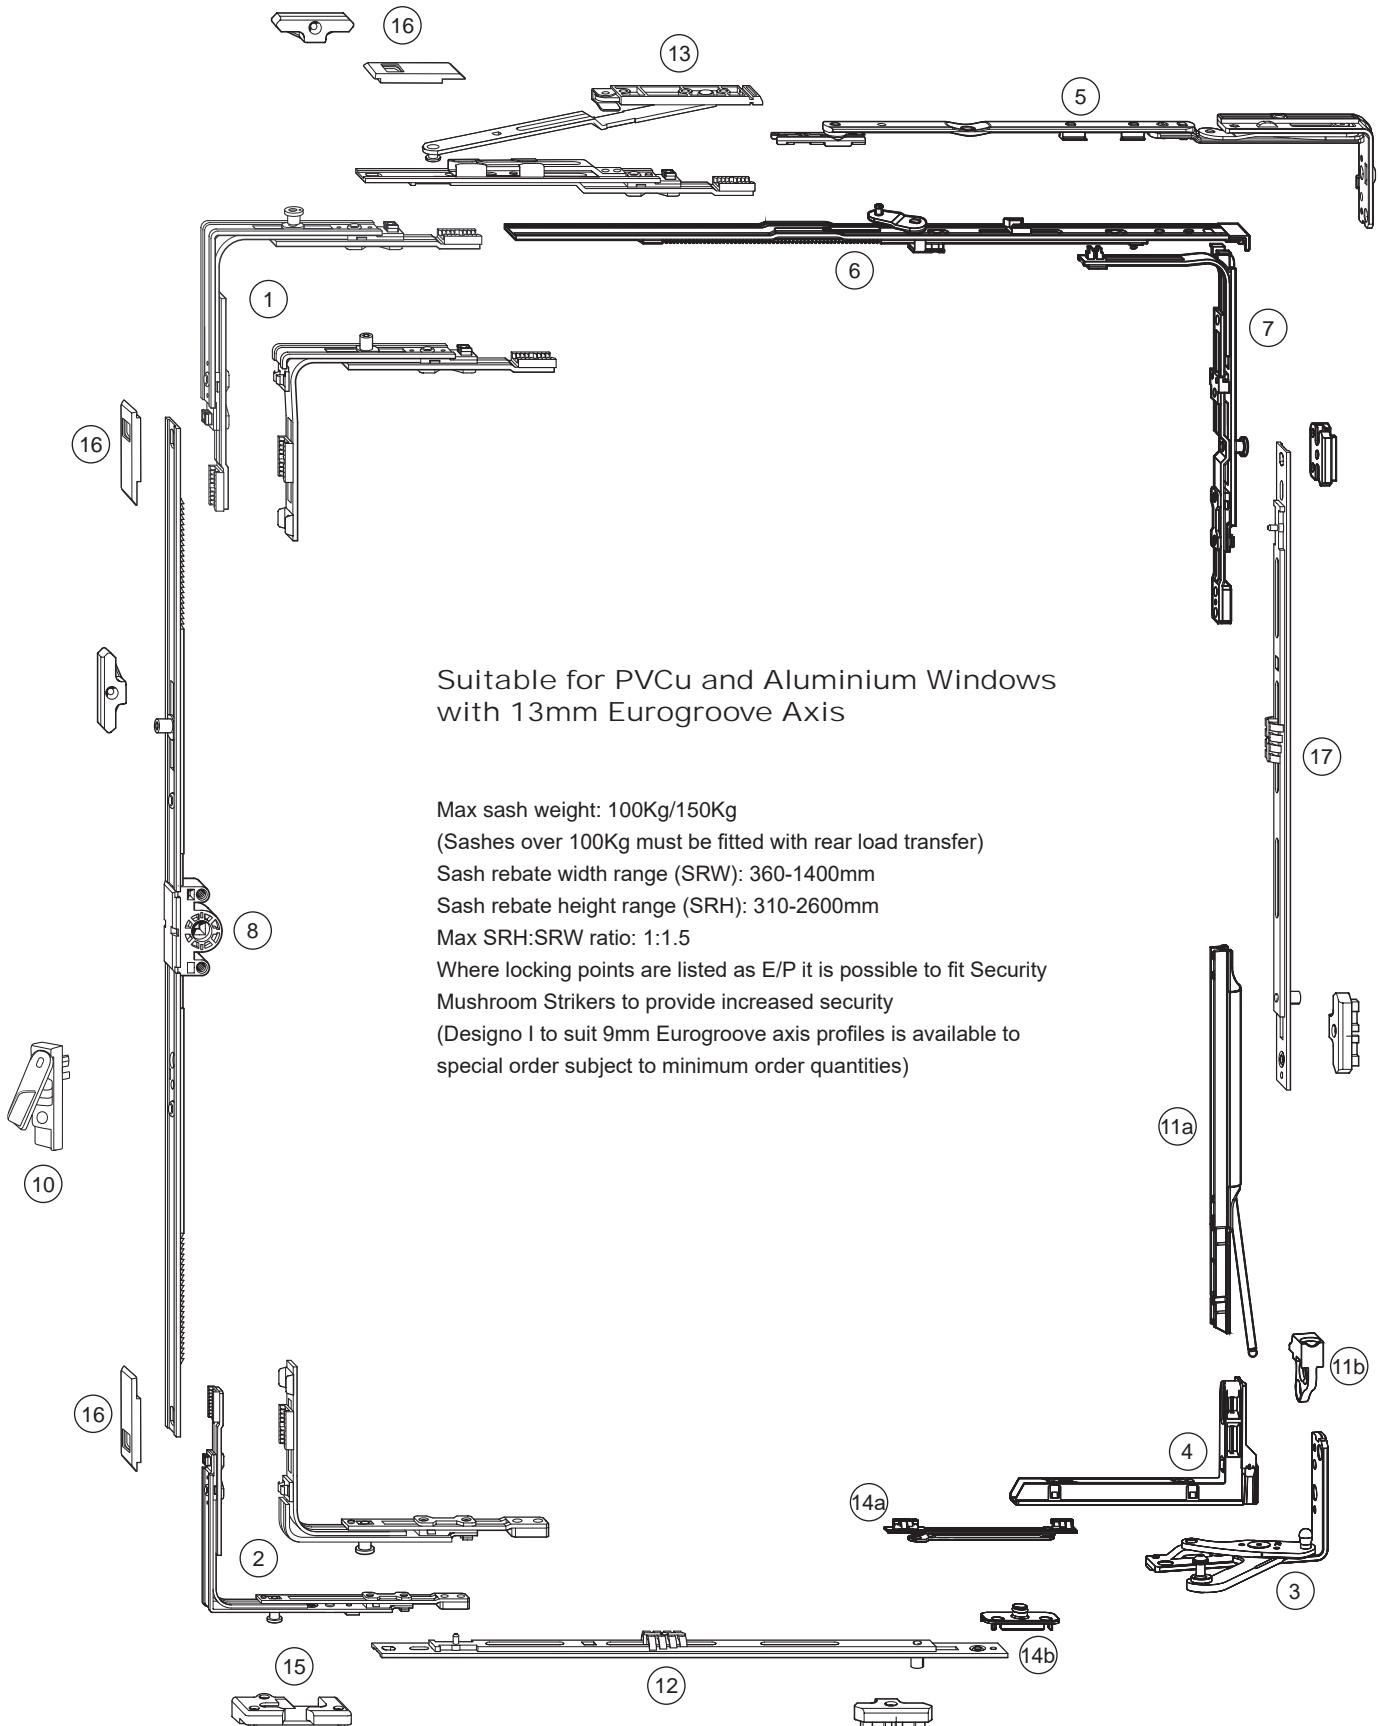 16
13
5
6
1
7
16
Suitable for PVCu and Aluminium Windows
with 13mm Eurogroove Axis
17
Max sash weight: 100Kg/150Kg
(Sashes over 100Kg must be fitted with rear load transfer)
Sash rebate width range (SRW): 360-1400mm
Sash rebate height range (SRH): 310-2600mm
Max SRH:SRW ratio: 1:1.5
Where locking points are listed as E/P it is possible to fit Security
Mushroom Strikers to provide increased security
(Designo I to suit 9mm Eurogroove axis profiles is available to
special order subject to minimum order quantities)
8
11a
10
11b
16
4
14a
2
3
15
12
14b